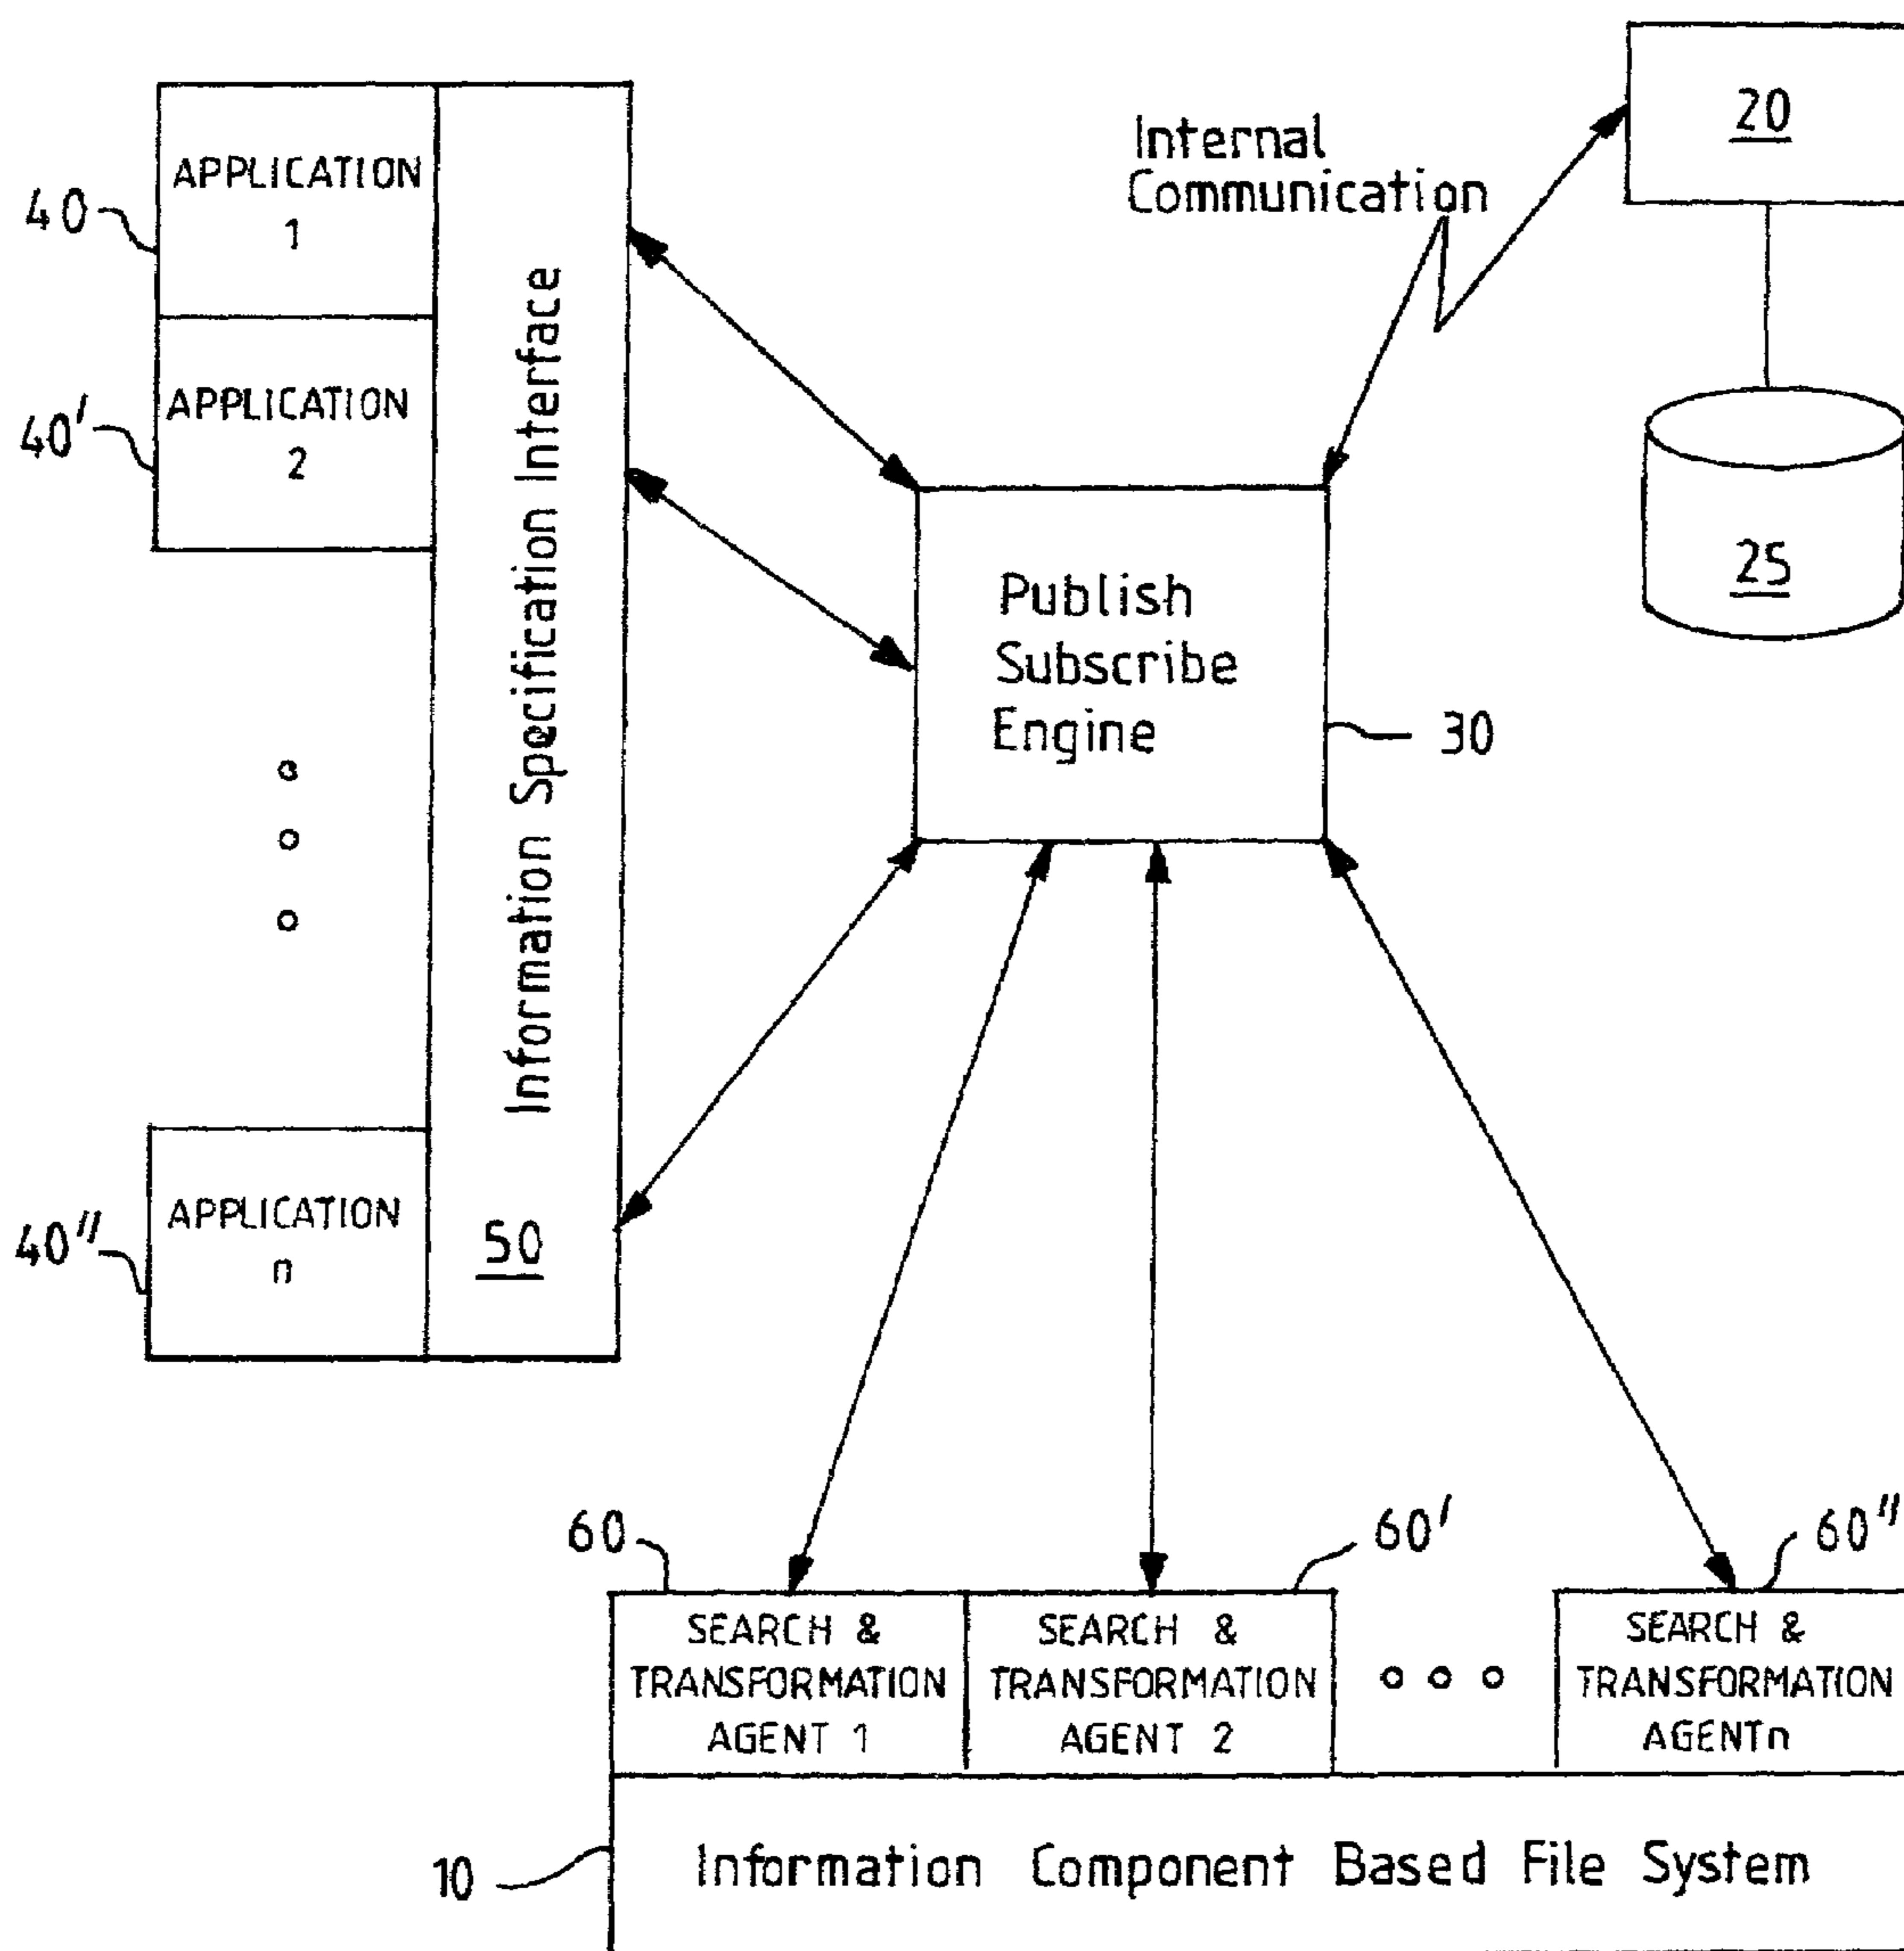 APPLICATION
1
40
APPLICATION
2
40'
Information Specification Interface
50
APPLICATION
n
40"
Internal
Communication
20
25
Publish
Subscribe
Engine
30
60
60'
60"
SEARCH &
TRANSFORMATION
AGENT 1
SEARCH &
TRANSFORMATION
AGENT 2
SEARCH &
TRANSFORMATION
AGENTn
10
Information Component Based File System